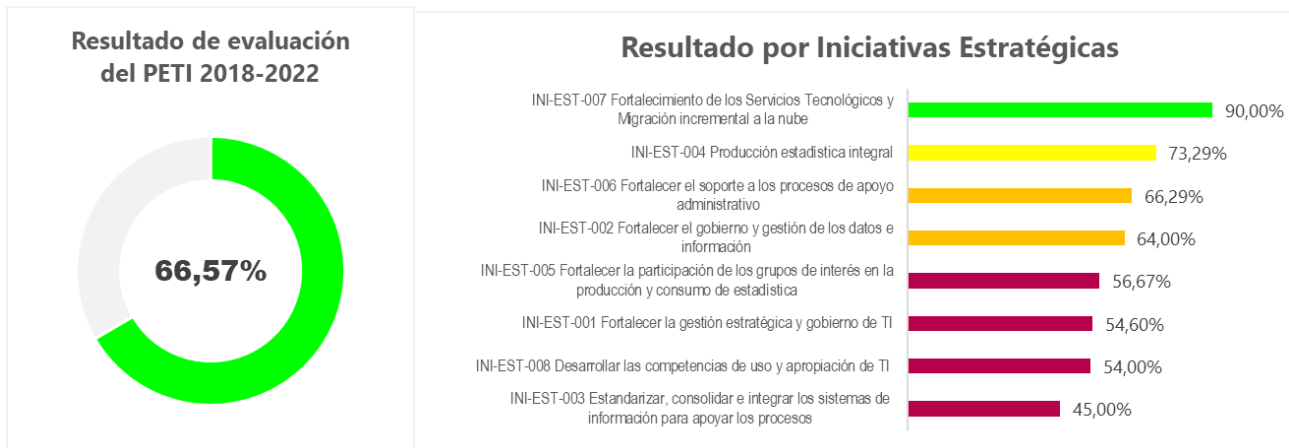 Resultado de evaluación
del PETI 2018-2022
66,57%
Resultado por Iniciativas Estratégicas
INI-EST-007 Fortalecimiento de los Servicios Tecnológicos y
Migración incremental a la nube
90,00%
INI-EST-004 Producción estadística integral
73,29%
INI-EST-006 Fortalecer el soporte a los procesos de apoyo
administrativo
66,29%
INI-EST-002 Fortalecer el gobierno y gestión de los datos e
información
64,00%
INI-EST-005 Fortalecer la participación de los grupos de interés en la
producción y consumo de estadística
56,67%
INI-EST-001 Fortalecer la gestión estratégica y gobierno de TI
54,60%
INI-EST-008 Desarrollar las competencias de uso y apropiación de TI
54,00%
INI-EST-003 Estandarizar, consolidar e integrar los sistemas de
información para apoyar los procesos
45,00%